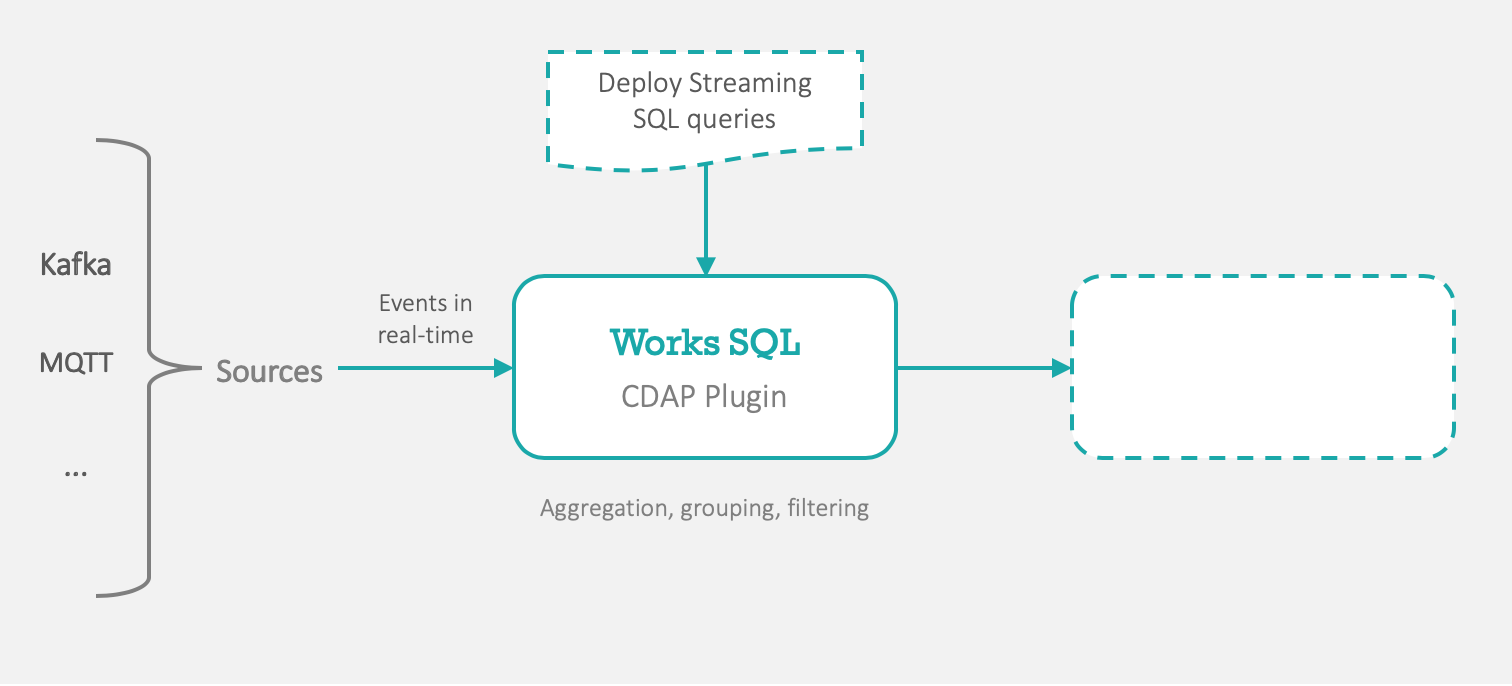 Deploy Streaming
SQL queries
Kafka
MQTT
...
Sources
Events in
real-time
Works SQL
CDAP Plugin
Aggregation, grouping, filtering